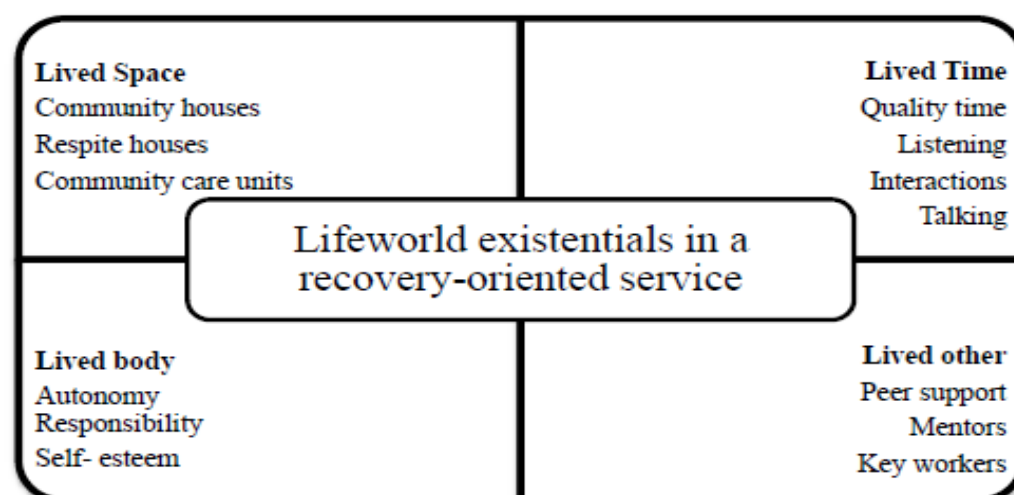 Lived Space
Community houses
Respite houses
Community care units
Lived Time
Quality time
Listening
Interactions
Talking
Lifeworld existentials in a
recovery-oriented service
Lived body
Autonomy
Responsibility
Self- esteem
Lived other
Peer support
Mentors
Key workers